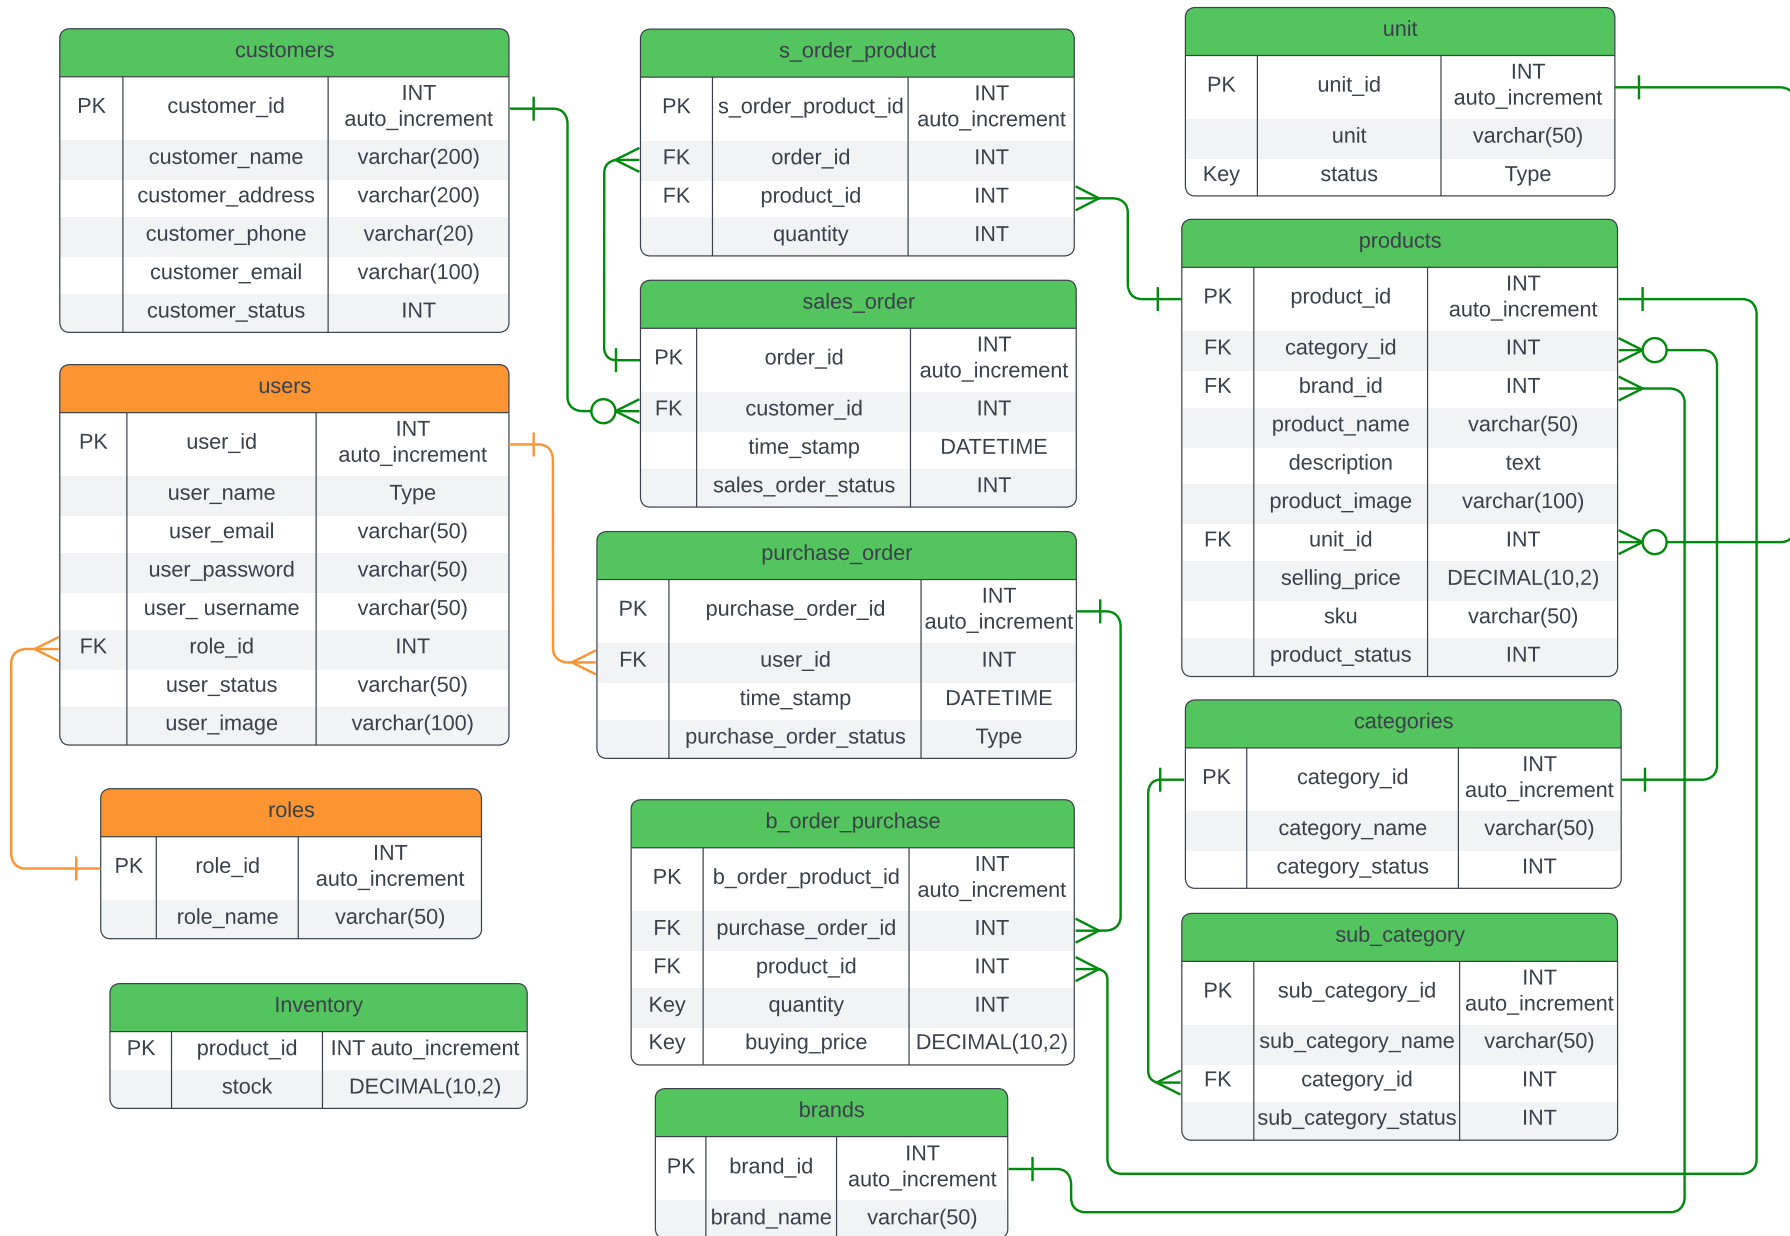 customers
PK customer_id INT auto_increment
customer_name varchar(200)
customer_address varchar(200)
customer_phone varchar(20)
customer_email varchar(100)
customer_status INT
users
PK user_id INT auto_increment
user_name Type
user_email varchar(50)
user_password varchar(50)
user_ username varchar(50)
FK role_id INT
user_status varchar(50)
user_image varchar(100)
roles
PK role_id INT auto_increment
role_name varchar(50)
Inventory
PK product_id INT auto_increment
stock DECIMAL(10,2)
s_order_product
PK s_order_product_id INT auto_increment
FK order_id INT
FK product_id INT
quantity INT
sales_order
PK order_id INT auto_increment
FK customer_id INT
time_stamp DATETIME
sales_order_status INT
purchase_order
PK purchase_order_id INT auto_increment
FK user_id INT
time_stamp DATETIME
purchase_order_status Type
b_order_purchase
PK b_order_product_id INT auto_increment
FK purchase_order_id INT
FK product_id INT
Key quantity INT
Key buying_price DECIMAL(10,2)
brands
PK brand_id INT auto_increment
brand_name varchar(50)
unit
PK unit_id INT auto_increment
unit varchar(50)
Key status Type
products
PK product_id INT auto_increment
FK category_id INT
FK brand_id INT
product_name varchar(50)
description text
product_image varchar(100)
FK unit_id INT
selling_price DECIMAL(10,2)
sku varchar(50)
product_status INT
categories
PK category_id INT auto_increment
category_name varchar(50)
category_status INT
sub_category
PK sub_category_id INT auto_increment
sub_category_name varchar(50)
FK category_id INT
sub_category_status INT